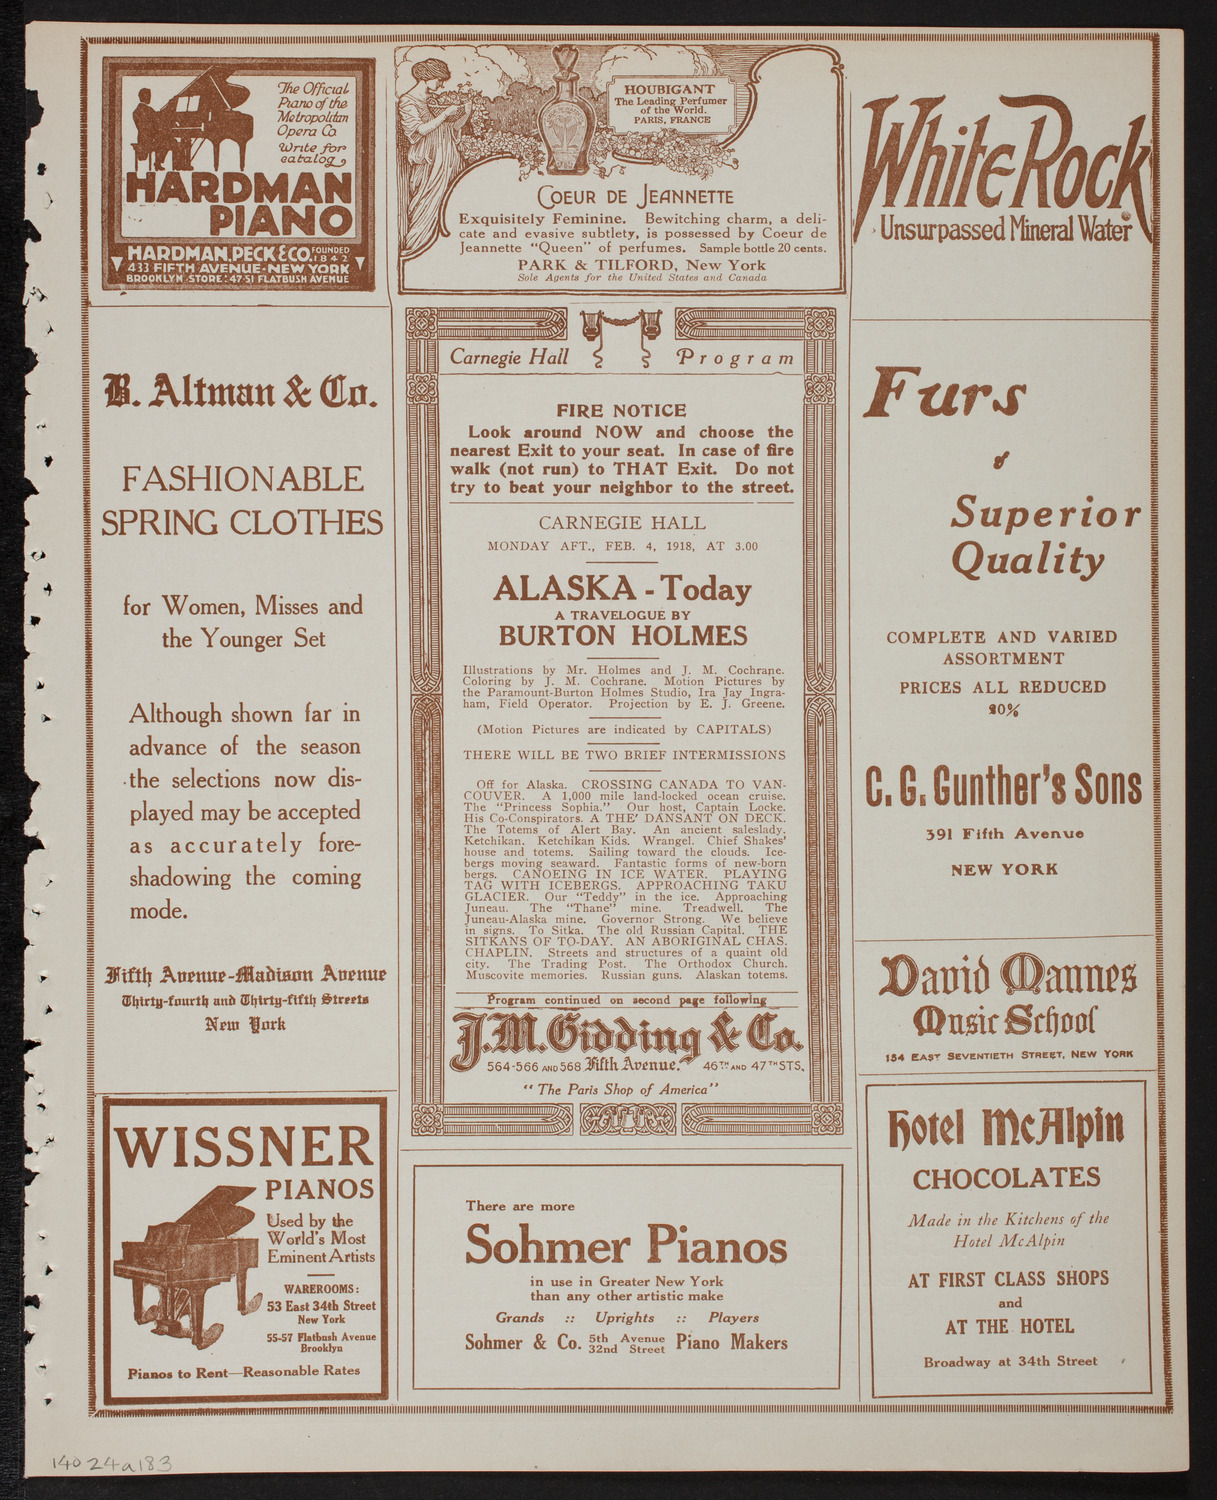 The Official
Piano of the
Metropolitan
Opera Co.
Write for
catalog
HARDMAN
PIANO
HARDMAN, PECK & CO. FOUNDED 1842
433 FIFTH AVENUE - NEW YORK
BROOKLYN STORE: 47-51 FLATBUSH AVENUE
HOUBIGANT
The Leading Perfumer
of the World.
PARIS, FRANCE
COEUR DE JEANNETTE
Exquisitely Feminine. Bewitching charm, a deli-
cate and evasive subtlety, is possessed by Coeur de
Jeannette "Queen" of perfumes. Sample bottle 20 cents.
PARK & TILFORD, New York
Sole Agents for the United States and Canada
White Rock
Unsurpassed Mineral Water
B. Altman & Co.
FASHIONABLE
SPRING CLOTHES
for Women, Misses and
the Younger Set
Although shown far in
advance of the season
the selections now dis-
played may be accepted
as accurately fore-
shadowing the coming
mode.
Fifth Avenue-Madison Avenue
Thirty-fourth and Thirty-fifth Streets
New York
Carnegie Hall Program
FIRE NOTICE
Look around NOW and choose the
nearest Exit to your seat. In case of fire
walk (not run) to THAT Exit. Do not
try to beat your neighbor to the street.
CARNEGIE HALL
MONDAY AFT., FEB. 4, 1918, AT 3.00
ALASKA - Today
A TRAVELOGUE BY
BURTON HOLMES
Illustrations by Mr. Holmes and J. M. Cochrane.
Coloring by J. M. Cochrane. Motion Pictures by
the Paramount-Burton Holmes Studio, Ira Jay Ingra-
ham, Field Operator. Projection by E. J. Greene.
(Motion Pictures are indicated by CAPITALS)
THERE WILL BE TWO BRIEF INTERMISSIONS
Off for Alaska. CROSSING CANADA TO VAN-
COUVER. A 1,000 mile land-locked ocean cruise.
The "Princess Sophia." Our host, Captain Locke.
His Co-Conspirators. A THE' DANSANT ON DECK.
The Totems of Alert Bay. An ancient saleslady.
Ketchikan. Ketchikan Kids. Wrangel. Chief Shakes'
house and totems. Sailing toward the clouds. Ice-
bergs moving seaward. Fantastic forms of new-born
bergs. CANOEING IN ICE WATER. PLAYING
TAG WITH ICEBERGS. APPROACHING TAKU
GLACIER. Our "Teddy" in the ice. Approaching
Juneau. The "Thane" mine. Treadwell. The
Juneau-Alaska mine. Governor Strong. We believe
in signs. To Sitka. The old Russian Capital. THE
SITKANS OF TO-DAY. AN ABORIGINAL CHAS.
CHAPLIN. Streets and structures of a quaint old
city. The Trading Post. The Orthodox Church.
Muscovite memories. Russian guns. Alaskan totems.
Program continued on second page following
J. M. Gidding & Co.
564-566 AND 568 Fifth Avenue. 46TH AND 47TH STS.
"The Paris Shop of America"
Furs
of
Superior
Quality
COMPLETE AND VARIED
ASSORTMENT
PRICES ALL REDUCED
20%
C. G. Gunther's Sons
391 Fifth Avenue
NEW YORK
David Mannes
Music School
154 EAST SEVENTIETH STREET, NEW YORK
WISSNER
PIANOS
Used by the
World's Most
Eminent Artists
WAREROOMS:
53 East 34th Street
New York
55-57 Flatbush Avenue
Brooklyn
Pianos to Rent—Reasonable Rates
There are more
Sohmer Pianos
in use in Greater New York
than any other artistic make
Grands :: Uprights :: Players
Sohmer & Co. 5th Avenue 32nd Street Piano Makers
Hotel McAlpin
CHOCOLATES
Made in the Kitchens of the
Hotel McAlpin
AT FIRST CLASS SHOPS
and
AT THE HOTEL
Broadway at 34th Street
14024a183